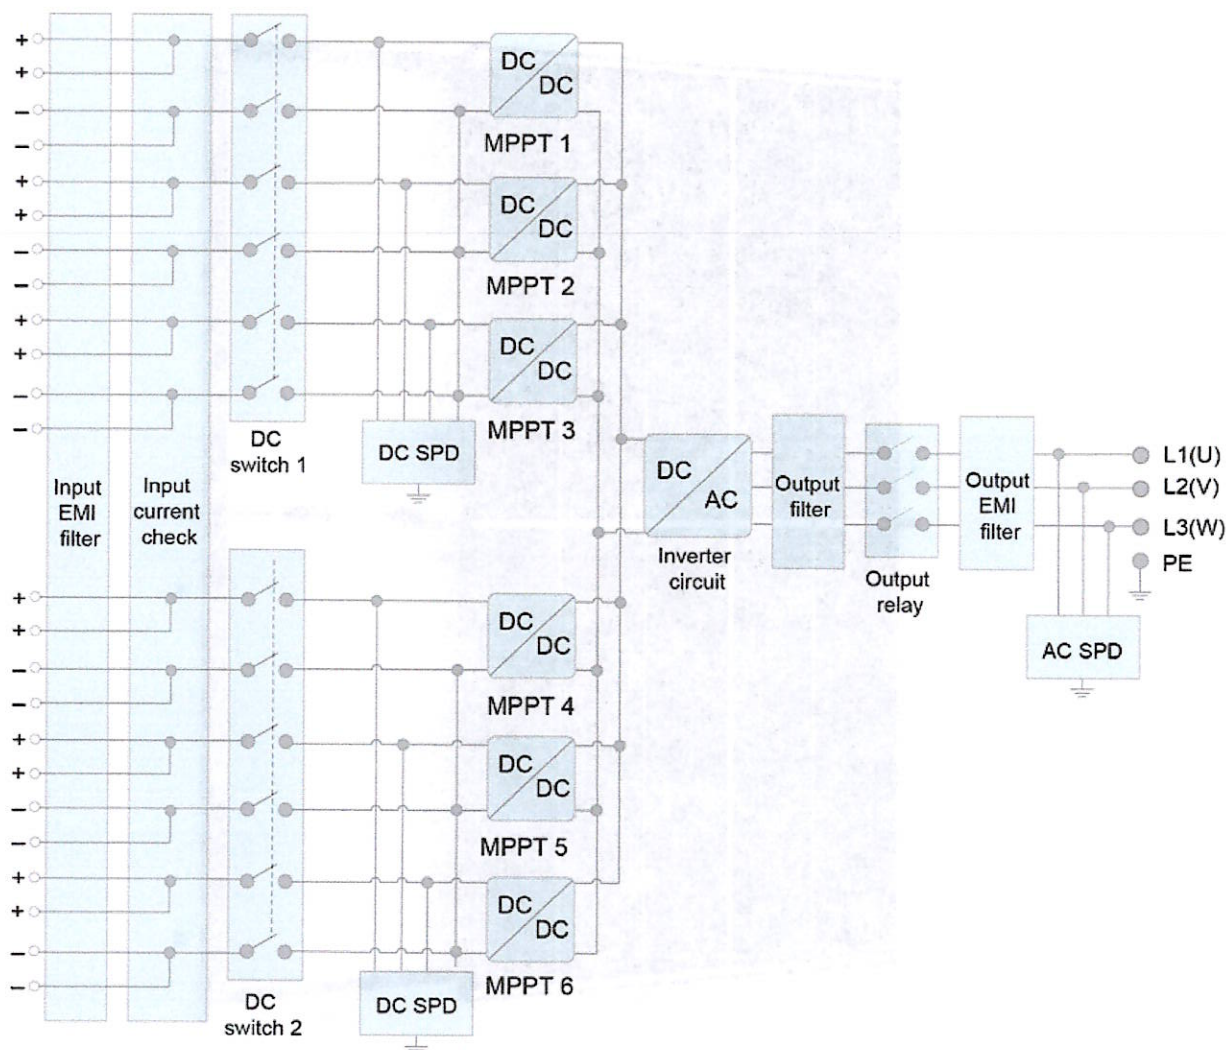 +
+
−
−
+
+
−
−
+
+
−
−
DC
DC
MPPT 1
DC
DC
MPPT 2
DC
DC
MPPT 3
DC
switch 1
DC SPD
Input
EMI
filter
Input
current
check
DC
AC
Inverter
circuit
Output
filter
Output
relay
Output
EMI
filter
L1(U)
L2(V)
L3(W)
PE
AC SPD
+
+
−
−
+
+
−
−
+
+
−
−
DC
DC
MPPT 4
DC
DC
MPPT 5
DC
DC
MPPT 6
DC
switch 2
DC SPD